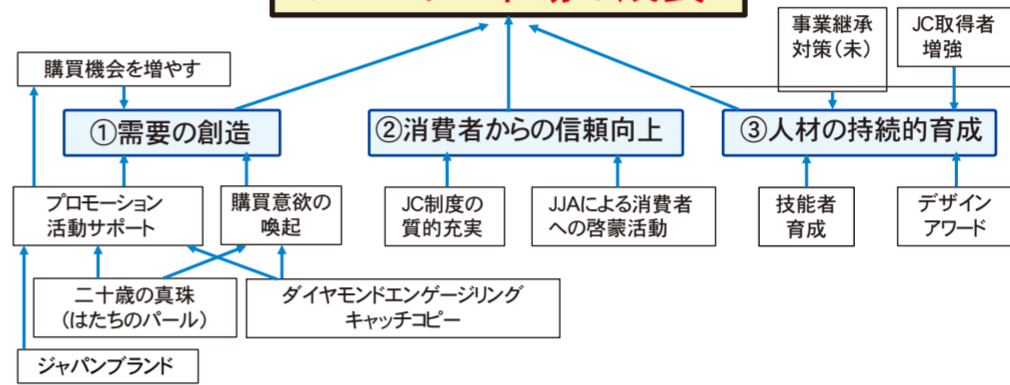 事業継承
対策(未)
JC取得者
増強
購買機会を増やす
①需要の創造
②消費者からの信頼向上
③人材の持続的育成
プロモーション
活動サポート
購買意欲の
喚起
JC制度の
質的充実
JJAによる消費者
への啓蒙活動
技能者
育成
デザイン
アワード
二十歳の真珠
(はたちのパール)
ダイヤモンドエンゲージリング
キャッチコピー
ジャパンブランド